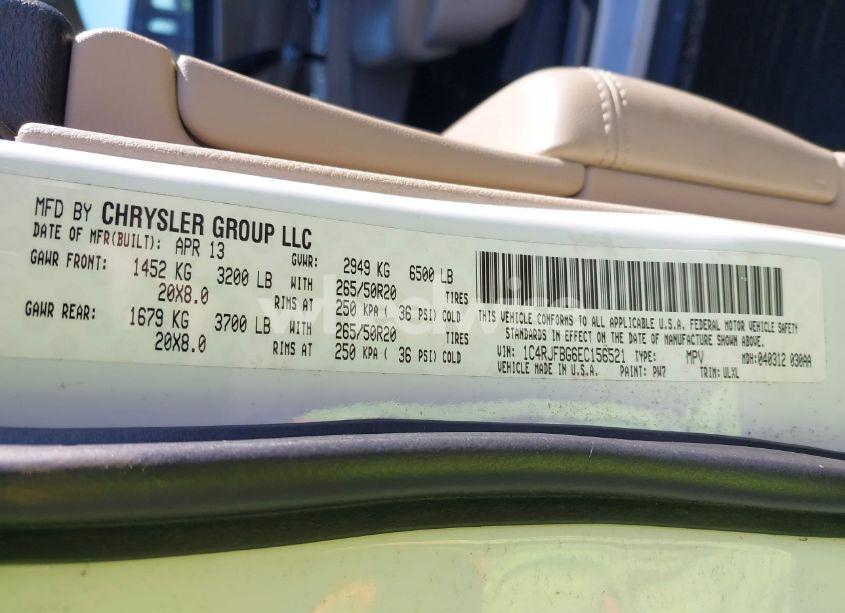 MFD BY CHRYSLER GROUP LLC
DATE OF MFR(BUILT): APR 13 GVWR: 2949 KG 6500 LB
GAWR FRONT: 1452 KG 3200 LB WITH 265/50R20 TIRES
20X8.0 RIMS AT 250 KPA ( 36 PSI) COLD
GAWR REAR: 1679 KG 3700 LB WITH 265/50R20 TIRES
20X8.0 RIMS AT 250 KPA ( 36 PSI) COLD
THIS VEHICLE CONFORMS TO ALL APPLICABLE U.S.A. FEDERAL MOTOR VEHICLE SAFETY
STANDARDS IN EFFECT ON THE DATE OF MANUFACTURE SHOWN ABOVE.
VIN: 1C4RJFBG6EC156521 TYPE: MPV MDH: 040312 030AA
VEHICLE MADE IN U.S.A. PAINT: PW7 TRIM: ULXL